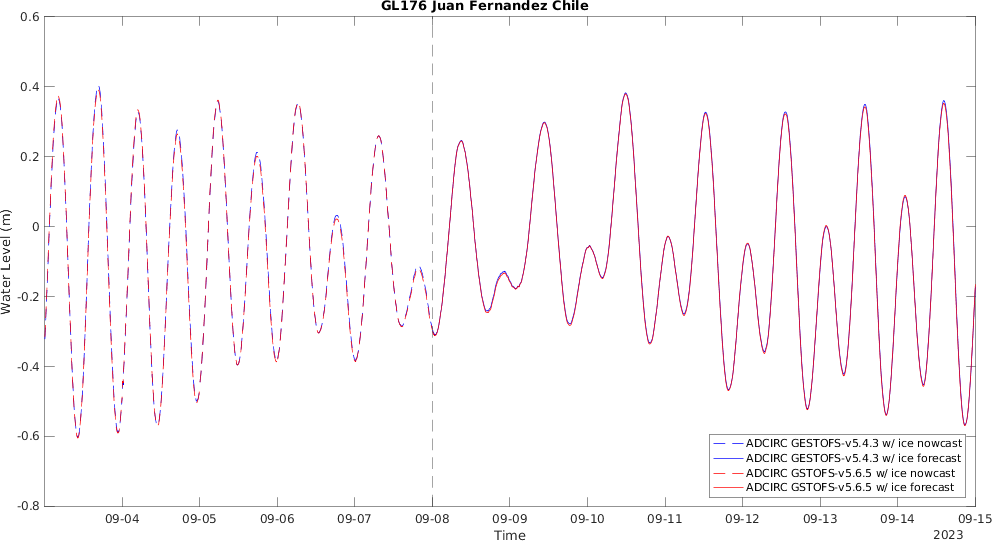 GL176 Juan Fernandez Chile
0.6
0.4
0.2
0
-0.2
-0.4
-0.6
-0.8
Water Level (m)
ADCIRC GESTOFS-v5.4.3 w/ ice nowcast
ADCIRC GESTOFS-v5.4.3 w/ ice forecast
ADCIRC GSTOFS-v5.6.5 w/ ice nowcast
ADCIRC GSTOFS-v5.6.5 w/ ice forecast
09-04 09-05 09-06 09-07 09-08 09-09 09-10 09-11 09-12 09-13 09-14 09-15
Time
2023